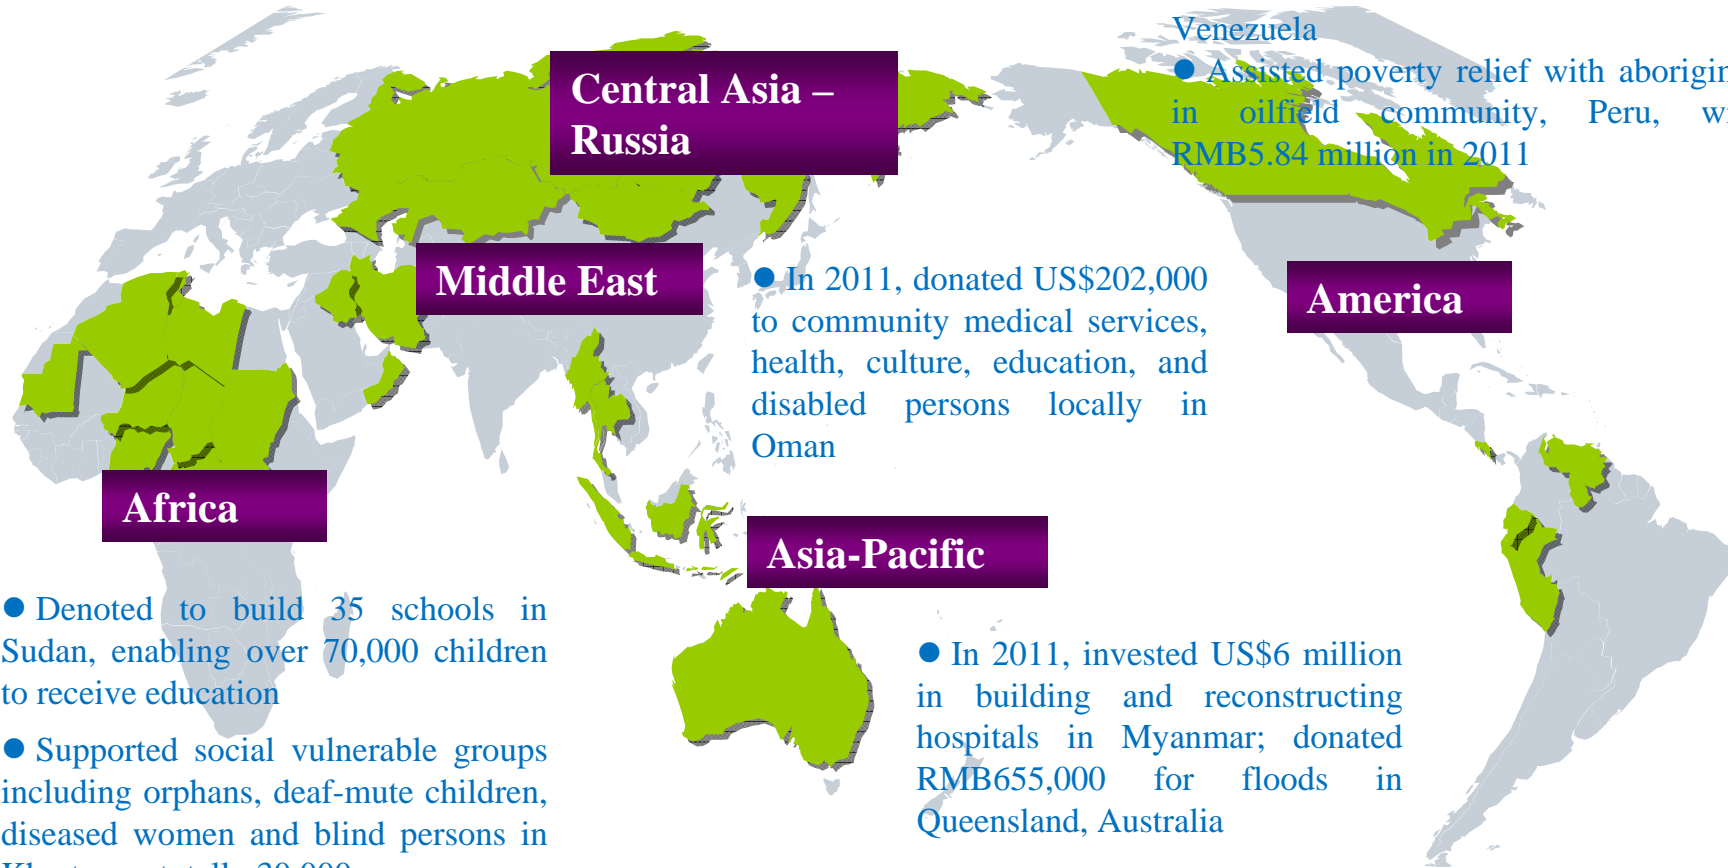 Venezuela
● Assisted poverty relief with
in oilfield community, Peru,
RMB5.84 million in 2011
Central Asia –
Russia
Middle East
● In 2011, donated US$202,000
to community medical services,
health, culture, education, and
disabled persons locally in
Oman
America
Africa
Asia-Pacific
● Denoted to build 35 schools in
Sudan, enabling over 70,000 children
to receive education
● Supported social vulnerable groups
including orphans, deaf-mute children,
diseased women and blind persons in
● In 2011, invested US$6 million
in building and reconstructing
hospitals in Myanmar; donated
RMB655,000 for floods in
Queensland, Australia